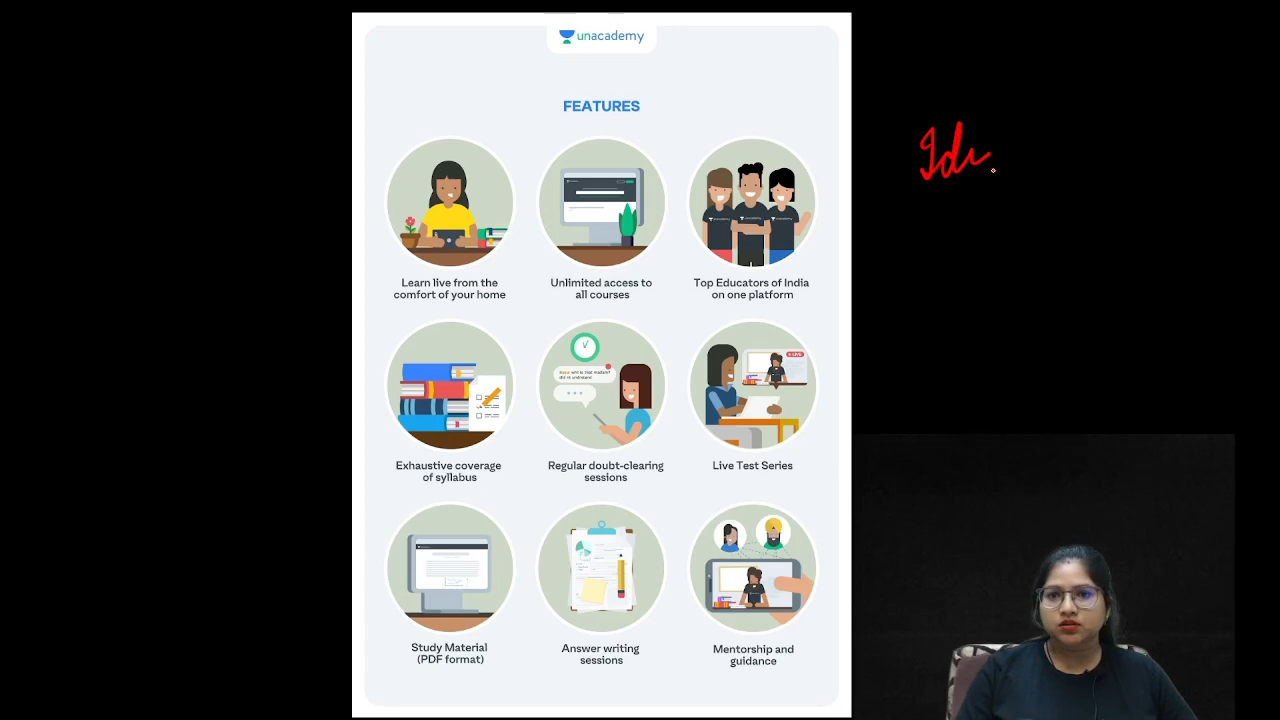 unacademy
FEATURES
Learn live from the
comfort of your home
Unlimited access to
all courses
Top Educators of India
on one platform
Exhaustive coverage
of syllabus
Regular doubt-clearing
sessions
Live Test Series
LIVE
Study Material
(PDF format)
Answer writing
sessions
Mentorship and
guidance